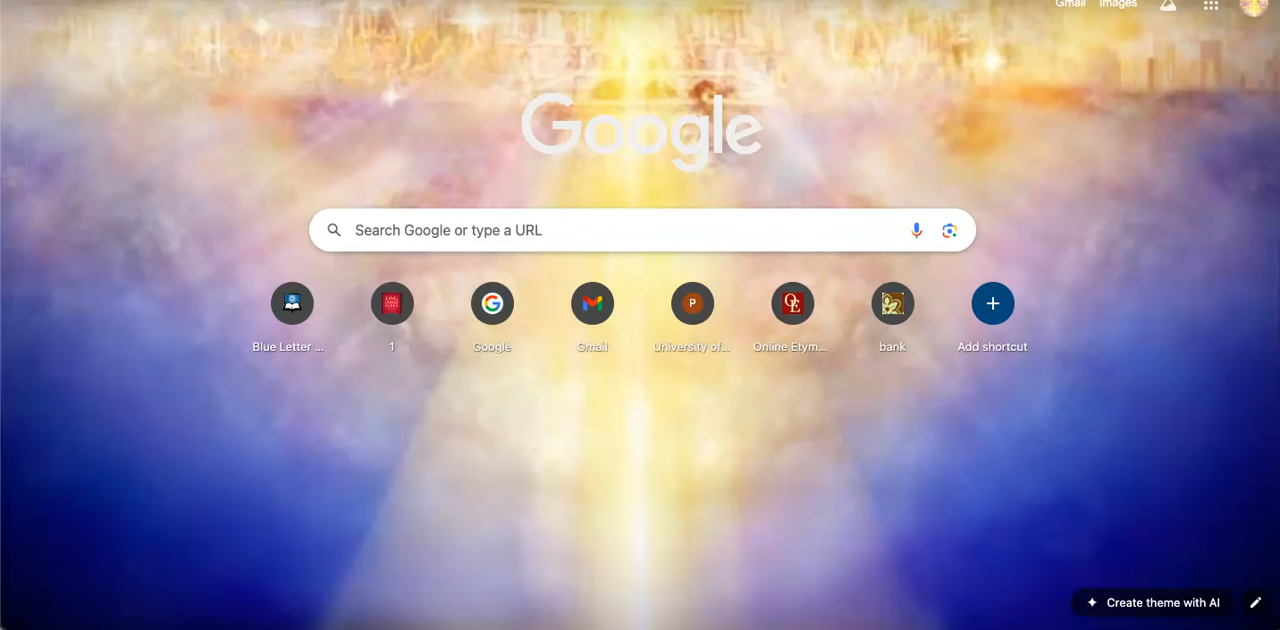 Gmail Images
Google
Search Google or type a URL
Blue Letter ...
1
Google
Gmail
P
University of...
OE
Online Etym...
bank
Add shortcut
Create theme with AI